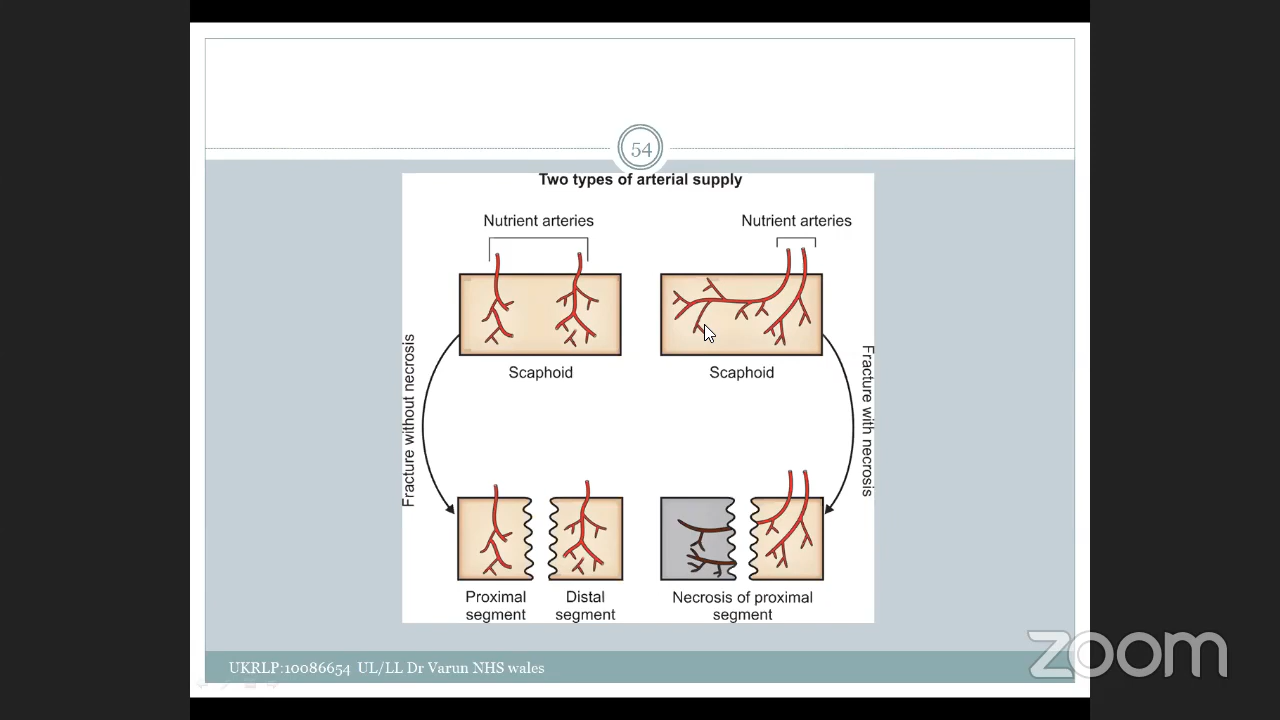 54
Two types of arterial supply
Nutrient arteries
Nutrient arteries
Scaphoid
Scaphoid
Fracture without necrosis
Fracture with necrosis
Proximal
segment
Distal
segment
Necrosis of proximal
segment
UKRLP:10086654 UL/LL Dr Varun NHS wales
zoom